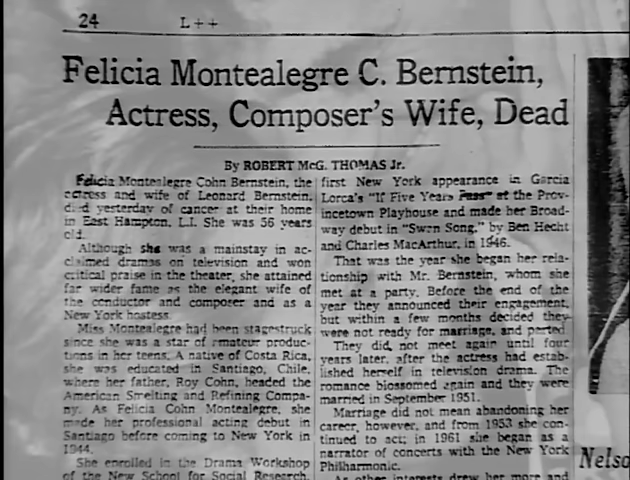 24 L++
Felicia Montealegre C. Bernstein,
Actress, Composer's Wife, Dead
By ROBERT McG. THOMAS Jr.
Felicia Montealegre Cohn Bernstein, the
actress and wife of Leonard Bernstein,
died yesterday of cancer at their home
in East Hampton, L.I. She was 56 years
old.
Although she was a mainstay in ac-
claimed dramas on television and won
critical praise in the theater, she attained
far wider fame as the elegant wife of
the conductor and composer and as a
New York hostess.
Miss Montealegre had been stagestruck
since she was a star of amateur produc-
tions in her teens. A native of Costa Rica,
she was educated in Santiago, Chile,
where her father, Roy Cohn, headed the
American Smelting and Refining Compa-
ny. As Felicia Cohn Montealegre, she
made her professional acting debut in
Santiago before coming to New York in
1944.
She enrolled in the Drama Workshop
of the New School for Social Research,
first New York appearance in Garcia
Lorca's "If Five Years Pass" at the Prov-
incetown Playhouse and made her Broad-
way debut in "Swan Song," by Ben Hecht
and Charles MacArthur, in 1946.
That was the year she began her rela-
tionship with Mr. Bernstein, whom she
met at a party. Before the end of the
year they announced their engagement,
but within a few months decided they
were not ready for marriage, and parted.
They did not meet again until four
years later, after the actress had estab-
lished herself in television drama. The
romance blossomed again and they were
married in September 1951.
Marriage did not mean abandoning her
career, however, and from 1953 she con-
tinued to act; in 1961 she began as a
narrator of concerts with the New York
Philharmonic.
As other interests drew her more and
Nelso